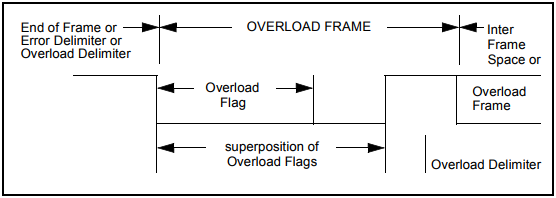 End of Frame or
Error Delimiter or
Overload Delimiter
OVERLOAD FRAME
Inter
Frame
Space or
Overload
Flag
Overload
Frame
superposition of
Overload Flags
Overload Delimiter